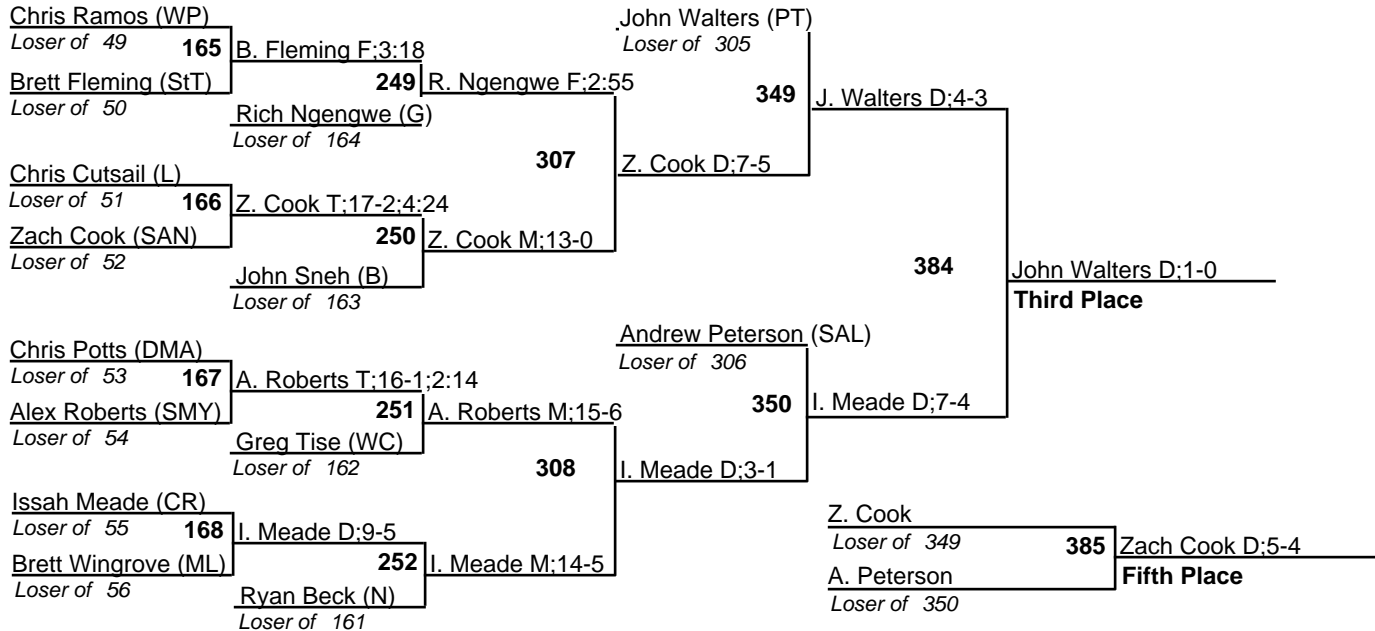 Chris Ramos (WP)
Loser of 49
165
B. Fleming F;3:18
Brett Fleming (StT)
Loser of 50
249
R. Ngengwe F;2:55
Rich Ngengwe (G)
Loser of 164
307
Chris Cutsail (L)
Loser of 51
166
Z. Cook T;17-2;4:24
Zach Cook (SAN)
Loser of 52
250
Z. Cook M;13-0
John Sneh (B)
Loser of 163
John Walters (PT)
Loser of 305
349
J. Walters D;4-3
Z. Cook D;7-5
384
John Walters D;1-0
Third Place
Chris Potts (DMA)
Loser of 53
167
A. Roberts T;16-1;2:14
Alex Roberts (SMY)
Loser of 54
251
A. Roberts M;15-6
Greg Tise (WC)
Loser of 162
308
Issah Meade (CR)
Loser of 55
168
I. Meade D;9-5
Brett Wingrove (ML)
Loser of 56
252
I. Meade M;14-5
Ryan Beck (N)
Loser of 161
Andrew Peterson (SAL)
Loser of 306
350
I. Meade D;7-4
I. Meade D;3-1
Z. Cook
Loser of 349
385
Zach Cook D;5-4
Fifth Place
A. Peterson
Loser of 350